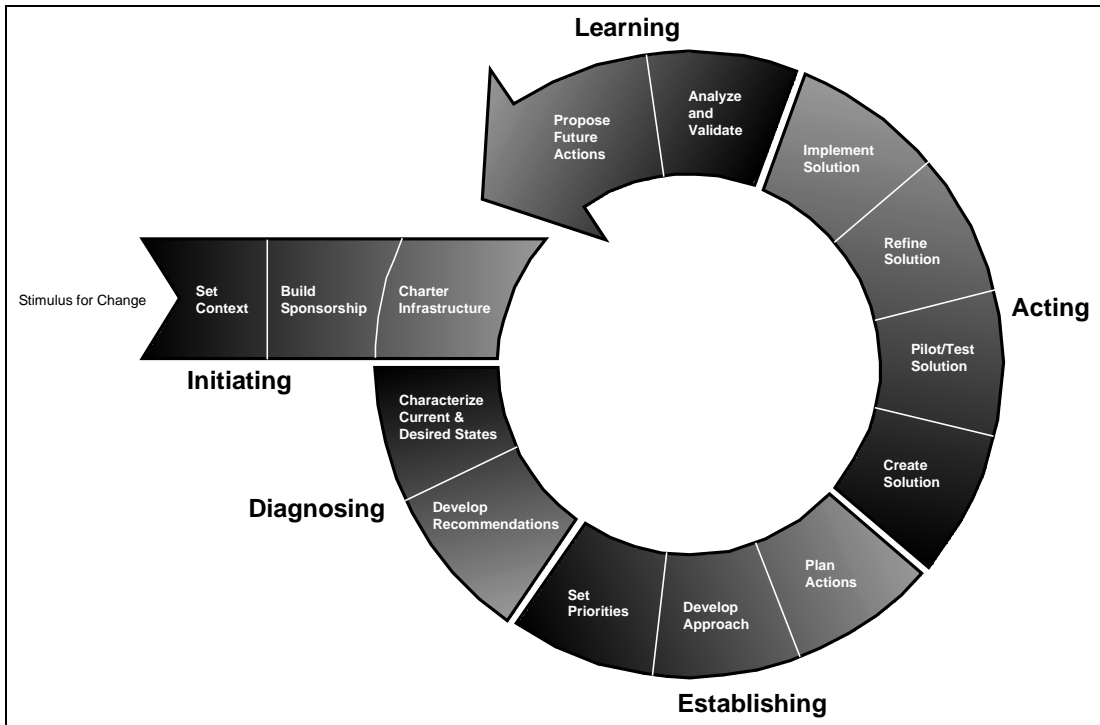 Learning
Analyze
and
Validate
Propose
Future
Actions
Implement
Solution
Refine
Solution
Acting
Pilot/Test
Solution
Create
Solution
Stimulus for Change
Set
Context
Build
Sponsorship
Charter
Infrastructure
Initiating
Characterize
Current &
Desired States
Diagnosing
Develop
Recommendations
Set
Priorities
Develop
Approach
Plan
Actions
Establishing